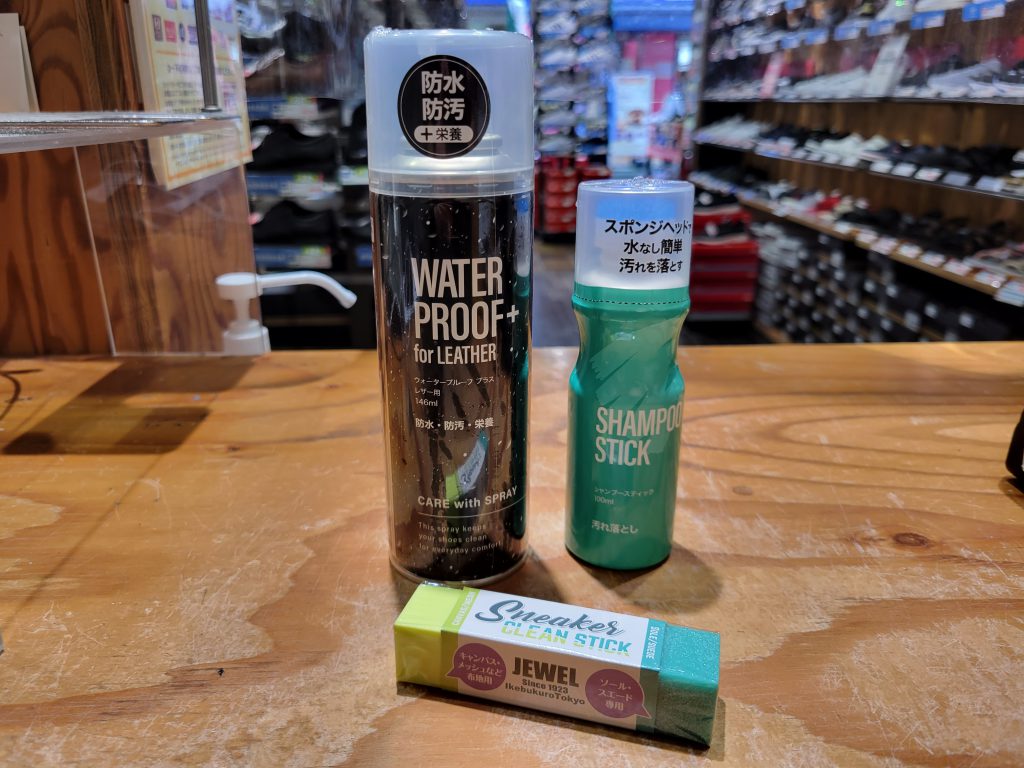 防水
防汚
+栄養
WATER
PROOF+
for LEATHER
ウォータープルーフ プラス
レザー用
146ml
防水・防汚・栄養
CARE with SPRAY
This spray keeps
your shoes clean
for everyday comfort
スポンジヘッドで
水なし簡単
汚れを落とす
SHAMPOO
STICK
シャンプースティック
100ml
汚れ落とし
Sneaker
CLEAN STICK
SOLE/SUEDE
キャンバス・
メッシュなど
布地用
JEWEL
Since 1923
IkebukuroTokyo
ソール・
スエード
専用